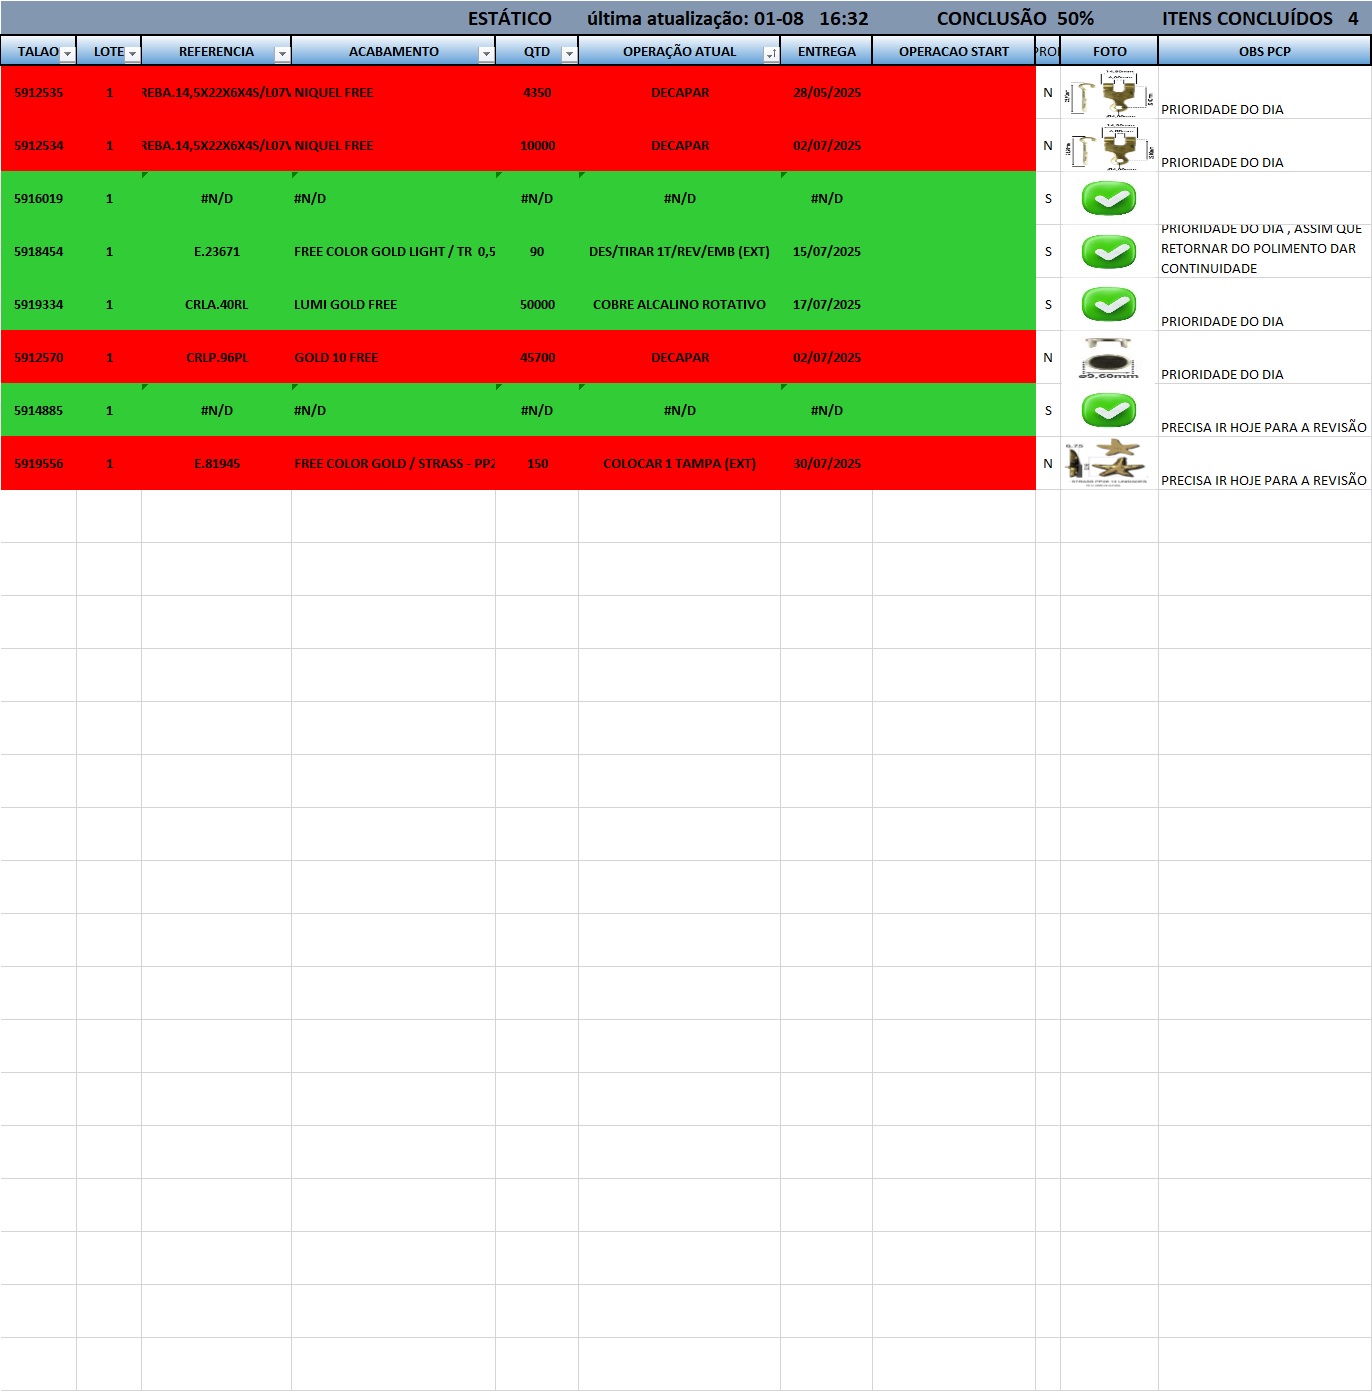 ESTÁTICO última atualização: 01-08 16:32 CONCLUSÃO 50% ITENS CONCLUÍDOS 4
TALAO LOTE REFERENCIA ACABAMENTO QTD OPERAÇÃO ATUAL ENTREGA OPERACAO START PRO FOTO OBS PCP
5912535 1 REBA.14,5X22X6X4S/L07 NIQUEL FREE 4350 DECAPAR 28/05/2025 N PRIORIDADE DO DIA
5912534 1 REBA.14,5X22X6X4S/L07 NIQUEL FREE 10000 DECAPAR 02/07/2025 N PRIORIDADE DO DIA
5916019 1 #N/D #N/D #N/D #N/D #N/D S
5918454 1 E.23671 FREE COLOR GOLD LIGHT / TR 0,5 90 DES/TIRAR 1T/REV/EMB (EXT) 15/07/2025 S PRIORIDADE DO DIA , ASSIM QUE
RETORNAR DO POLIMENTO DAR
CONTINUIDADE
5919334 1 CRLA.40RL LUMI GOLD FREE 50000 COBRE ALCALINO ROTATIVO 17/07/2025 S PRIORIDADE DO DIA
5912570 1 CRLP.96PL GOLD 10 FREE 45700 DECAPAR 02/07/2025 N ø9,60mm PRIORIDADE DO DIA
5914885 1 #N/D #N/D #N/D #N/D #N/D S PRECISA IR HOJE PARA A REVISÃO
5919556 1 E.81945 FREE COLOR GOLD / STRASS - PP2 150 COLOCAR 1 TAMPA (EXT) 30/07/2025 N PRECISA IR HOJE PARA A REVISÃO